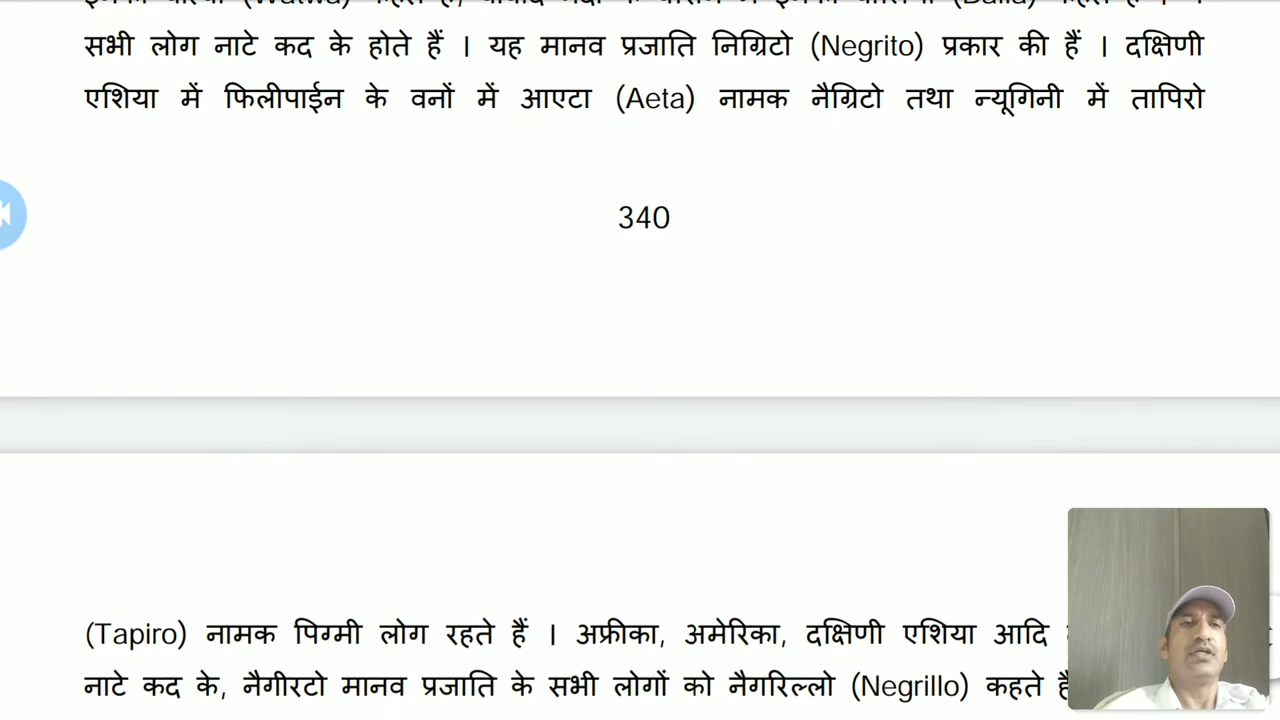 सभी लोग नाटे कद के होते हैं । यह मानव प्रजाति निग्रिटो (Negrito) प्रकार की हैं । दक्षिणी
एशिया में फिलीपाईन के वनों में आएटा (Aeta) नामक नैग्रिटो तथा न्यूगिनी में तापिरो
340
(Tapiro) नामक पिग्मी लोग रहते हैं । अफ्रीका, अमेरिका, दक्षिणी एशिया आदि
नाटे कद के, नैगीरटो मानव प्रजाति के सभी लोगों को नैगरिल्लो (Negrillo) कहते